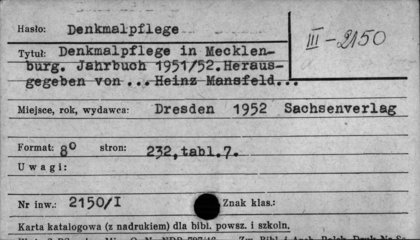 Hasło: Denkmalpflege
III-2150
Tytuł: Denkmalpflege in Mecklen-
burg. Jahrbuch 1951/52.Heraus-
gegeben von ...Heinz Mansfeld...
Miejsce, rok, wydawca: Dresden 1952 Sachsenverlag
Format: 8° stron: 232,tabl.7.
Uwagi:
Nr inw.: 2150/I Znak klas.:
Karta katalogowa (z nadrukiem) dla bibl. powsz. i szkoln.